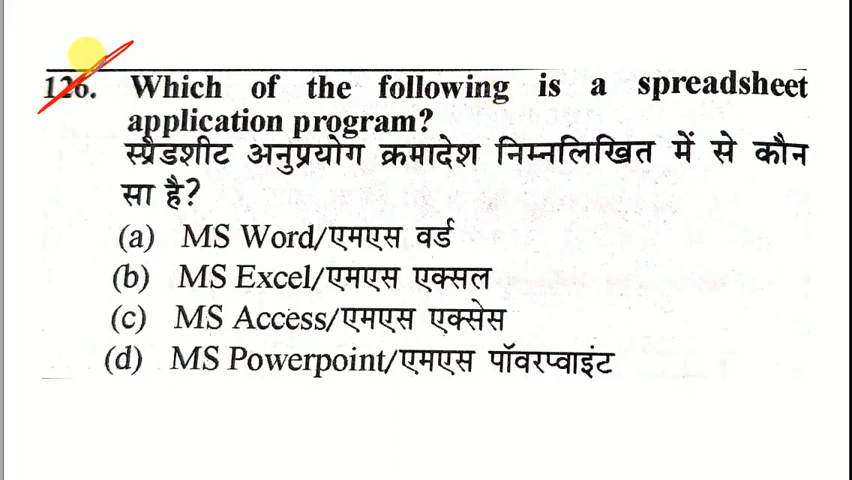 126. Which of the following is a spreadsheet
application program?
स्प्रैडशीट अनुप्रयोग क्रमादेश निम्नलिखित में से कौन
सा है?
(a) MS Word/एमएस वर्ड
(b) MS Excel/एमएस एक्सल
(c) MS Access/एमएस एक्सेस
(d) MS Powerpoint/एमएस पॉवरप्वाइंट